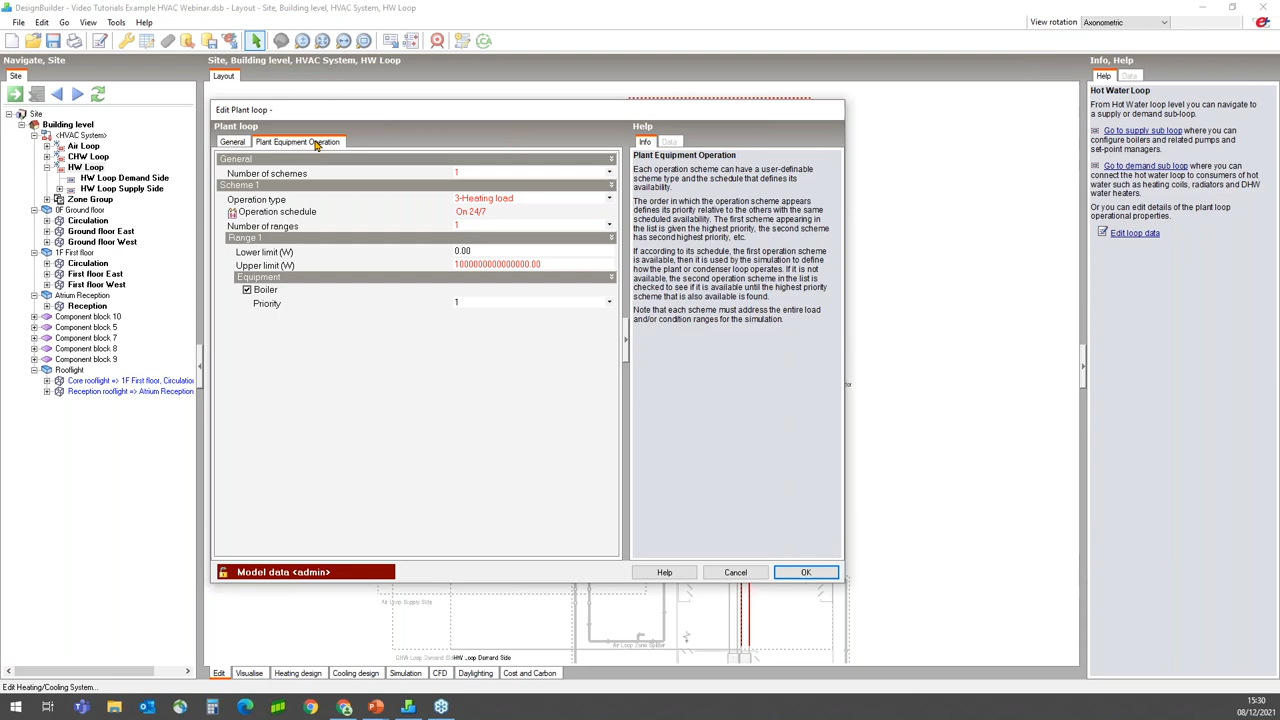 DesignBuilder - Video Tutorials Example HVAC Webinar.dsb - Layout - Site, Building level, HVAC System, HW Loop
File Edit Go View Tools Help
View rotation Axonometric
Navigate, Site
Site, Building level, HVAC System, HW Loop
Info, Help
Site
Layout
Help Data
Site
Building level
<HVAC System>
Air Loop
CHW Loop
HW Loop
HW Loop Demand Side
HW Loop Supply Side
Zone Group
0F Ground floor
Circulation
Ground floor East
Ground floor West
1F First floor
Circulation
First floor East
First floor West
Atrium Reception
Reception
Component block 10
Component block 5
Component block 7
Component block 8
Component block 9
Rooflight
Core rooflight => 1F First floor, Circulation
Reception rooflight => Atrium Reception
Edit Plant loop -
Plant loop
General Plant Equipment Operation
General
Number of schemes 1
Scheme 1
Operation type 3-Heating load
Operation schedule On 24/7
Number of ranges 1
Range 1
Lower limit (W) 0.00
Upper limit (W) 1000000000000000.00
Equipment
Boiler
Priority 1
Help
Info Data
Plant Equipment Operation
Each operation scheme can have a user-definable
scheme type and the schedule that defines its
availability.
The order in which the operation scheme appears
defines its priority relative to the others with the same
scheduled availability. The first scheme appearing in
the list is given the highest priority, the second scheme
has second highest priority, etc.
If according to its schedule, the first operation scheme
is available, then it is used by the simulation to define
how the plant or condenser loop operates. If it is not
available, the second operation scheme in the list is
checked to see if it is available until the highest priority
scheme that is also available is found.
Note that each scheme must address the entire load
and/or condition ranges for the simulation.
Model data <admin>
Help Cancel OK
Hot Water Loop
From Hot Water loop level you can navigate to
a supply or demand sub-loop.
Go to supply sub loop where you can
configure boilers and related pumps and
set-point managers.
Go to demand sub loop where you can
connect the hot water loop to consumers of hot
water such as heating coils, radiators and DHW
water heaters.
Or you can edit details of the plant loop
operational properties.
Edit loop data
Air Loop Supply Side
HW Loop Demand Side
Edit Visualise Heating design Cooling design Simulation CFD Daylighting Cost and Carbon
Edit Heating/Cooling System...
15:30
08/12/2021